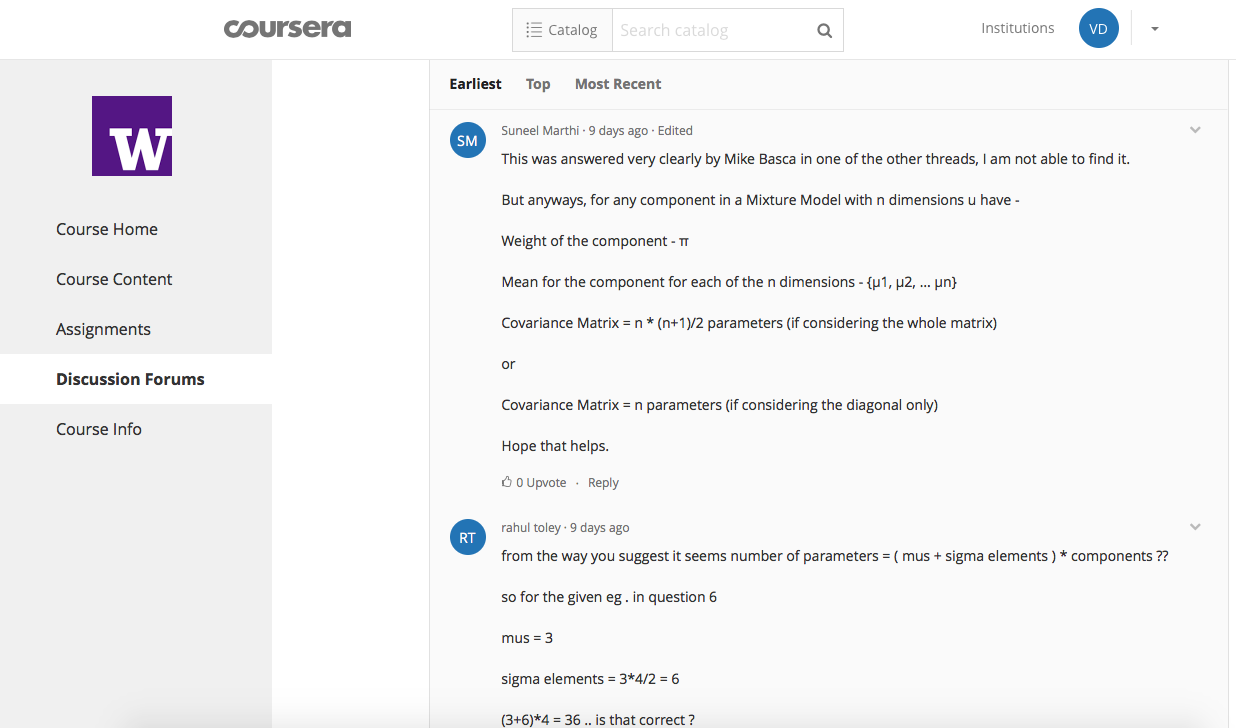 coursera
Catalog
Search catalog
Institutions
VD
W
Course Home
Course Content
Assignments
Discussion Forums
Course Info
Earliest Top Most Recent
SM
Suneel Marthi · 9 days ago · Edited
This was answered very clearly by Mike Basca in one of the other threads, I am not able to find it.
But anyways, for any component in a Mixture Model with n dimensions u have -
Weight of the component - π
Mean for the component for each of the n dimensions - {μ1, μ2, ... μn}
Covariance Matrix = n * (n+1)/2 parameters (if considering the whole matrix)
or
Covariance Matrix = n parameters (if considering the diagonal only)
Hope that helps.
0 Upvote · Reply
RT
rahul toley · 9 days ago
from the way you suggest it seems number of parameters = ( mus + sigma elements ) * components ??
so for the given eg . in question 6
mus = 3
sigma elements = 3*4/2 = 6
(3+6)*4 = 36 .. is that correct ?